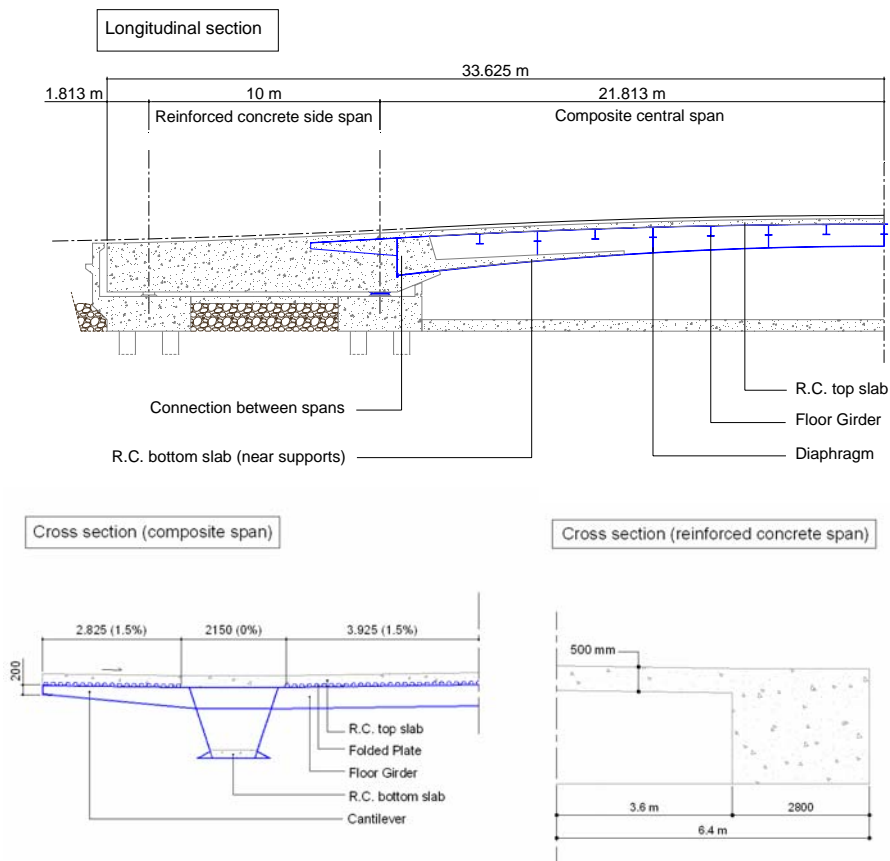 Longitudinal section
33.625 m
1.813 m
10 m
21.813 m
Reinforced concrete side span
Composite central span
R.C. top slab
Connection between spans
Floor Girder
R.C. bottom slab (near supports)
Diaphragm
Cross section (composite span)
Cross section (reinforced concrete span)
2.825 (1.5%)
2150 (0%)
3.925 (1.5%)
200
R.C. top slab
Folded Plate
Floor Girder
R.C. bottom slab
Cantilever
500 mm
3.6 m
2800
6.4 m